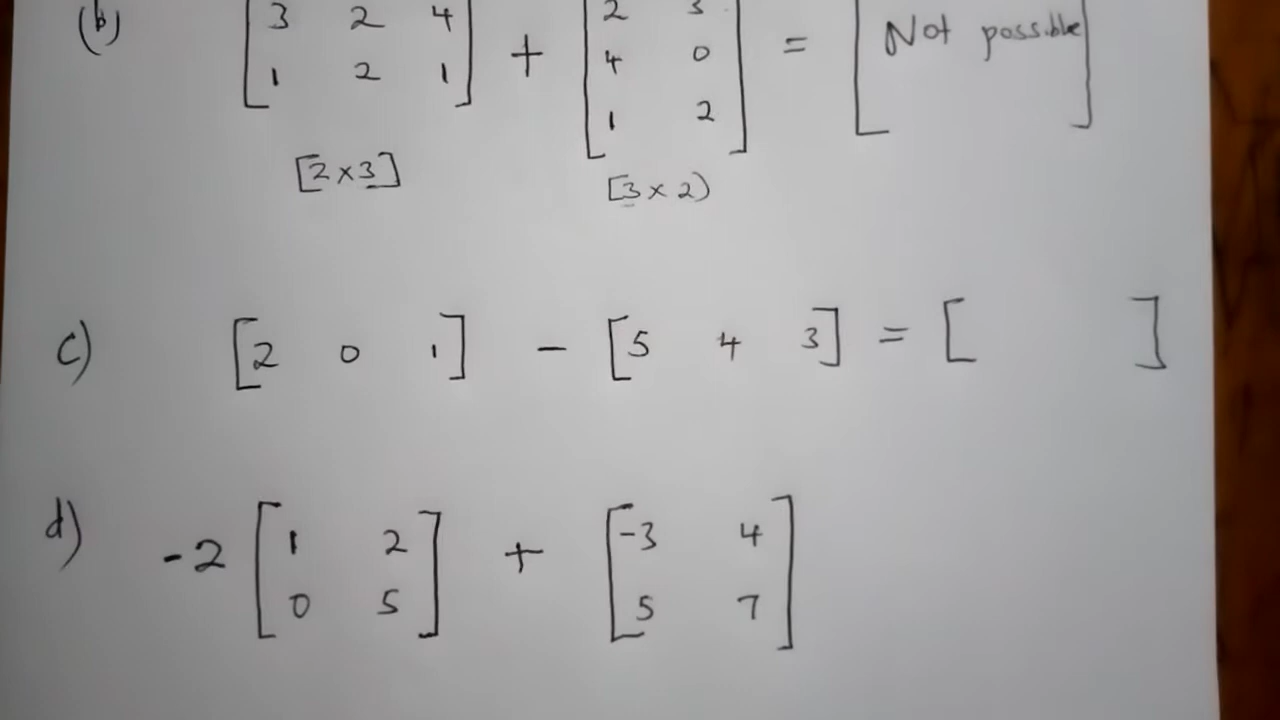 (b) [3 2 4 + [2 3 = [Not possible]
1 2 1] 4 0
1 2]
[2×3] [3×2)
c) [2 0 1] - [5 4 3] = [ ]
d) -2 [1 2 + [-3 4
0 5] 5 7]